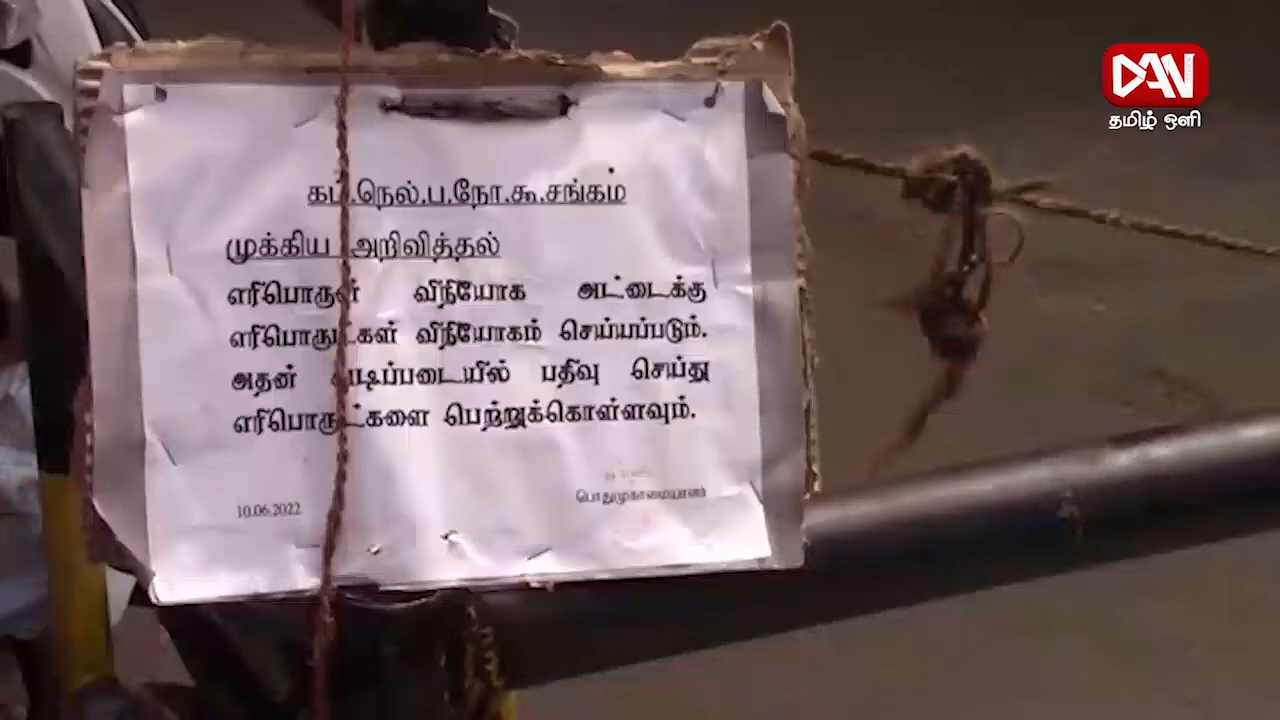 DAN
தமிழ் ஒளி
கட்.நெல்.ப.நோ.கூ.சங்கம்
முக்கிய அறிவித்தல்
எரிபொருள் விநியோக அட்டைக்கு
எரிபொருட்கள் விநியோகம் செய்யப்படும்.
அதன் அடிப்படையில் பதிவு செய்து
எரிபொருட்களை பெற்றுக்கொள்ளவும்.
10.06.2022
பொதுமுகாமையாளர்